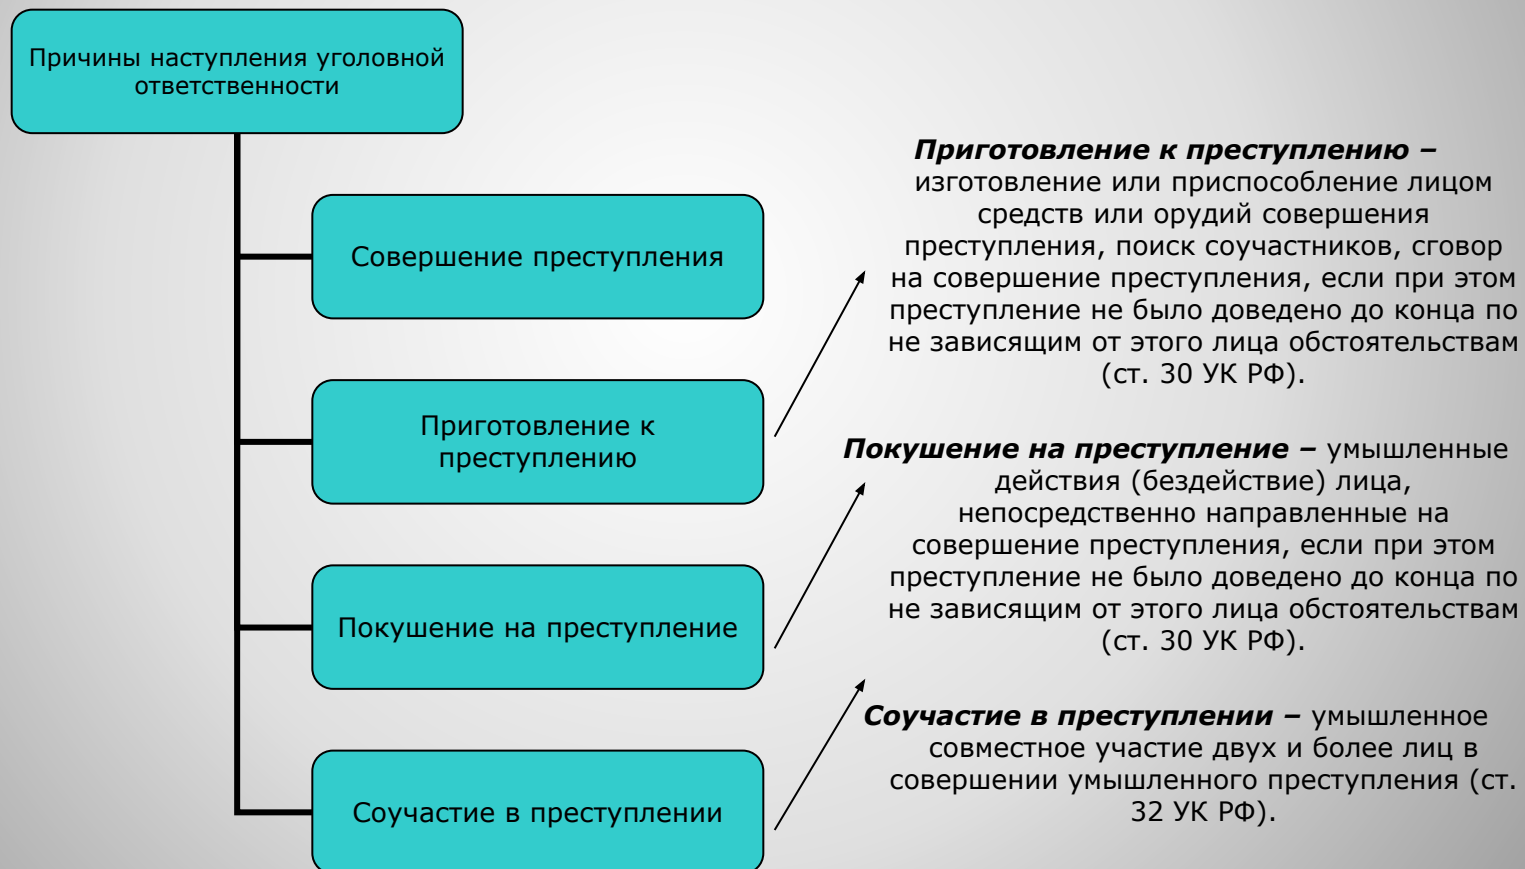 Причины наступления уголовной
ответственности
Совершение преступления
Приготовление к
преступлению
Покушение на преступление
Соучастие в преступлении
Приготовление к преступлению –
изготовление или приспособление лицом
средств или орудий совершения
преступления, поиск соучастников, сговор
на совершение преступления, если при этом
преступление не было доведено до конца по
не зависящим от этого лица обстоятельствам
(ст. 30 УК РФ).
Покушение на преступление – умышленные
действия (бездействие) лица,
непосредственно направленные на
совершение преступления, если при этом
преступление не было доведено до конца по
не зависящим от этого лица обстоятельствам
(ст. 30 УК РФ).
Соучастие в преступлении – умышленное
совместное участие двух и более лиц в
совершении умышленного преступления (ст.
32 УК РФ).